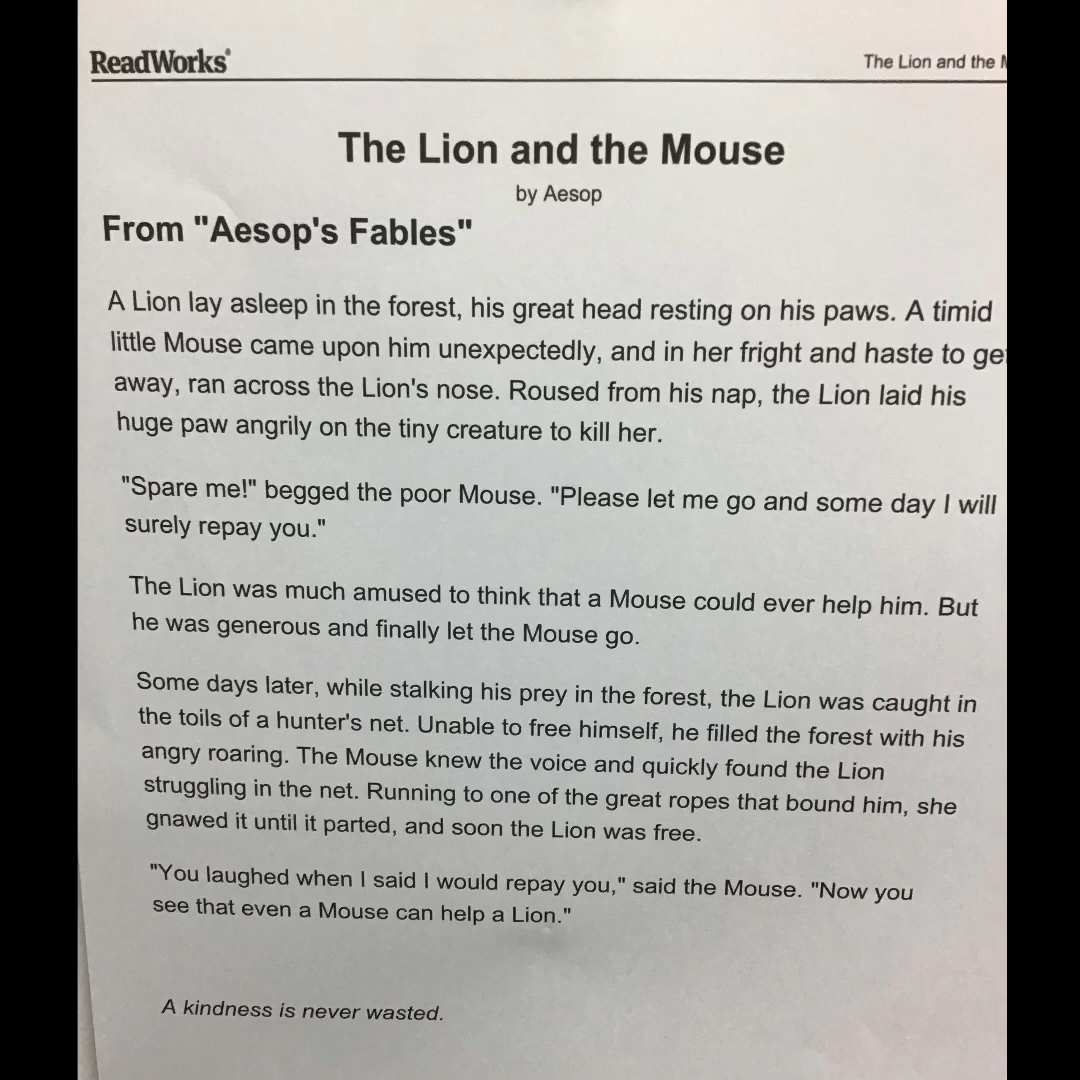 ReadWorks®
The Lion and the
The Lion and the Mouse
by Aesop
From "Aesop's Fables"
A Lion lay asleep in the forest, his great head resting on his paws. A timid
little Mouse came upon him unexpectedly, and in her fright and haste to get
away, ran across the Lion's nose. Roused from his nap, the Lion laid his
huge paw angrily on the tiny creature to kill her.
"Spare me!" begged the poor Mouse. "Please let me go and some day I will
surely repay you."
The Lion was much amused to think that a Mouse could ever help him. But
he was generous and finally let the Mouse go.
Some days later, while stalking his prey in the forest, the Lion was caught in
the toils of a hunter's net. Unable to free himself, he filled the forest with his
angry roaring. The Mouse knew the voice and quickly found the Lion
struggling in the net. Running to one of the great ropes that bound him, she
gnawed it until it parted, and soon the Lion was free.
"You laughed when I said I would repay you," said the Mouse. "Now you
see that even a Mouse can help a Lion."
A kindness is never wasted.